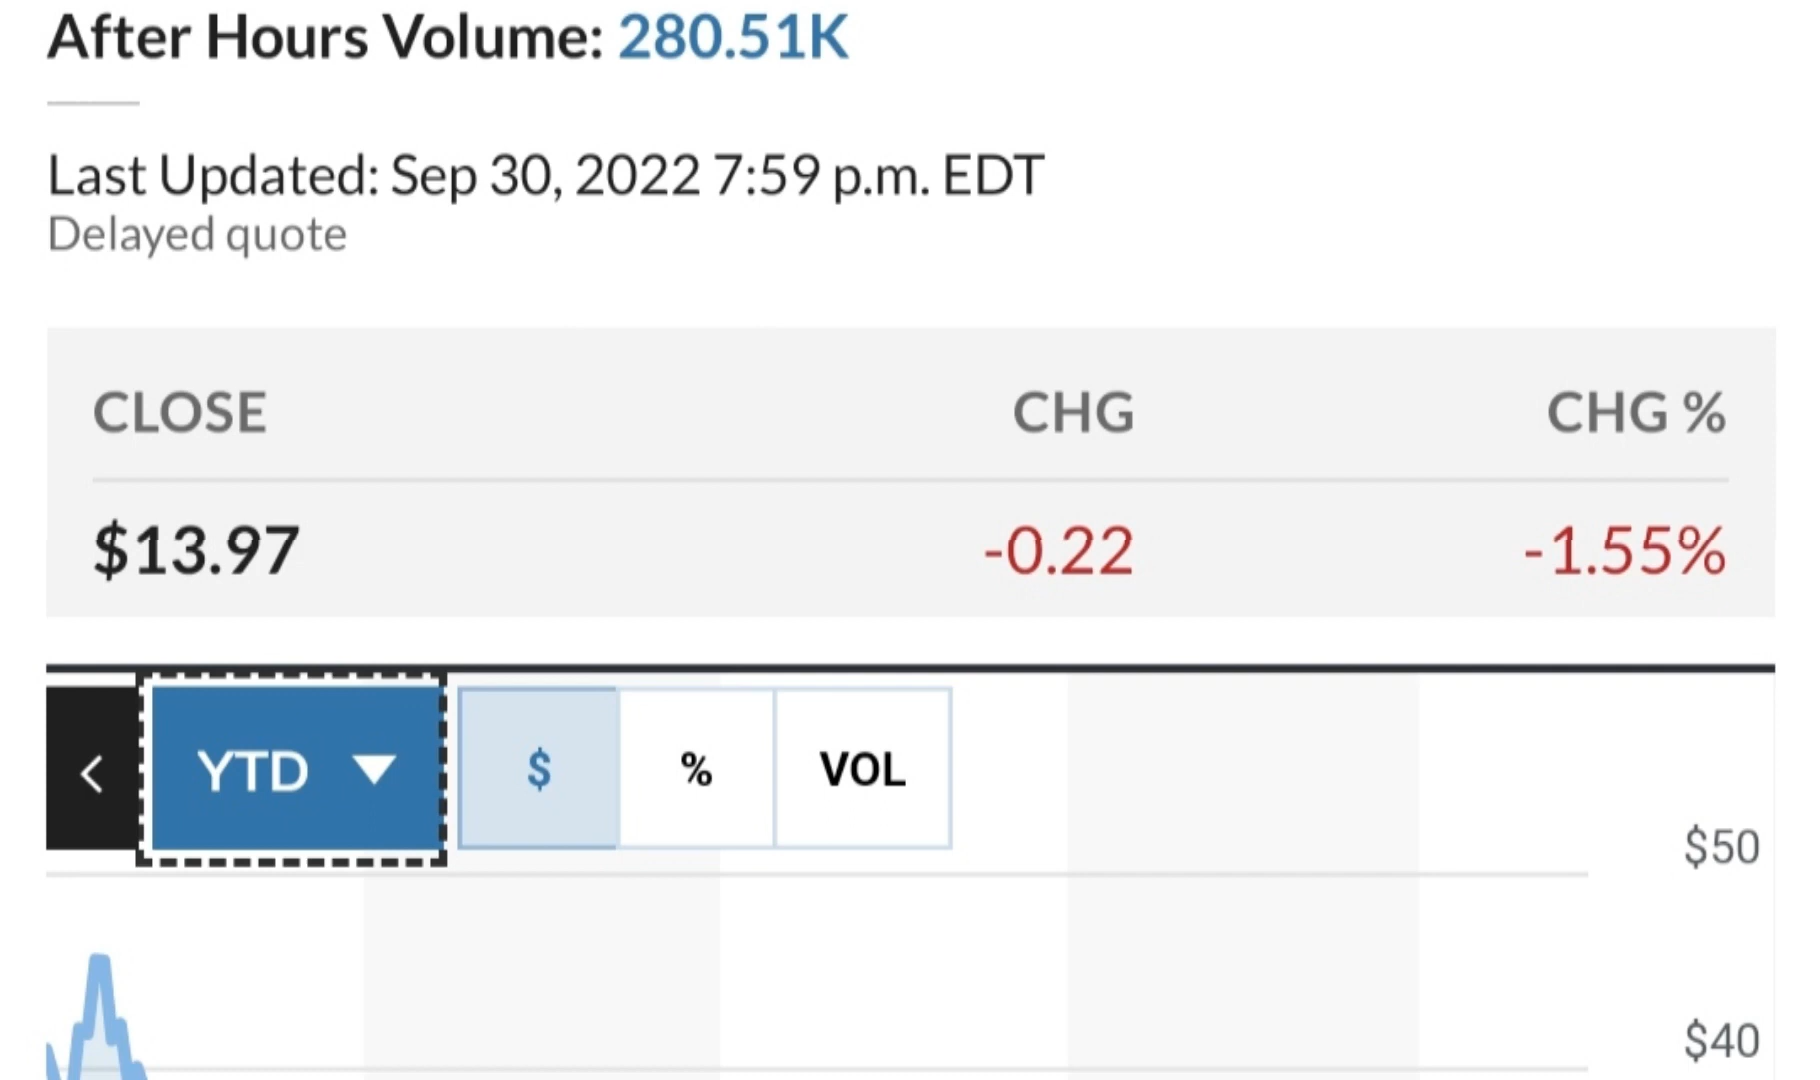 After Hours Volume: 280.51K
Last Updated: Sep 30, 2022 7:59 p.m. EDT
Delayed quote
CLOSE CHG CHG %
$13.97 -0.22 -1.55%
YTD $ % VOL
$50
$40